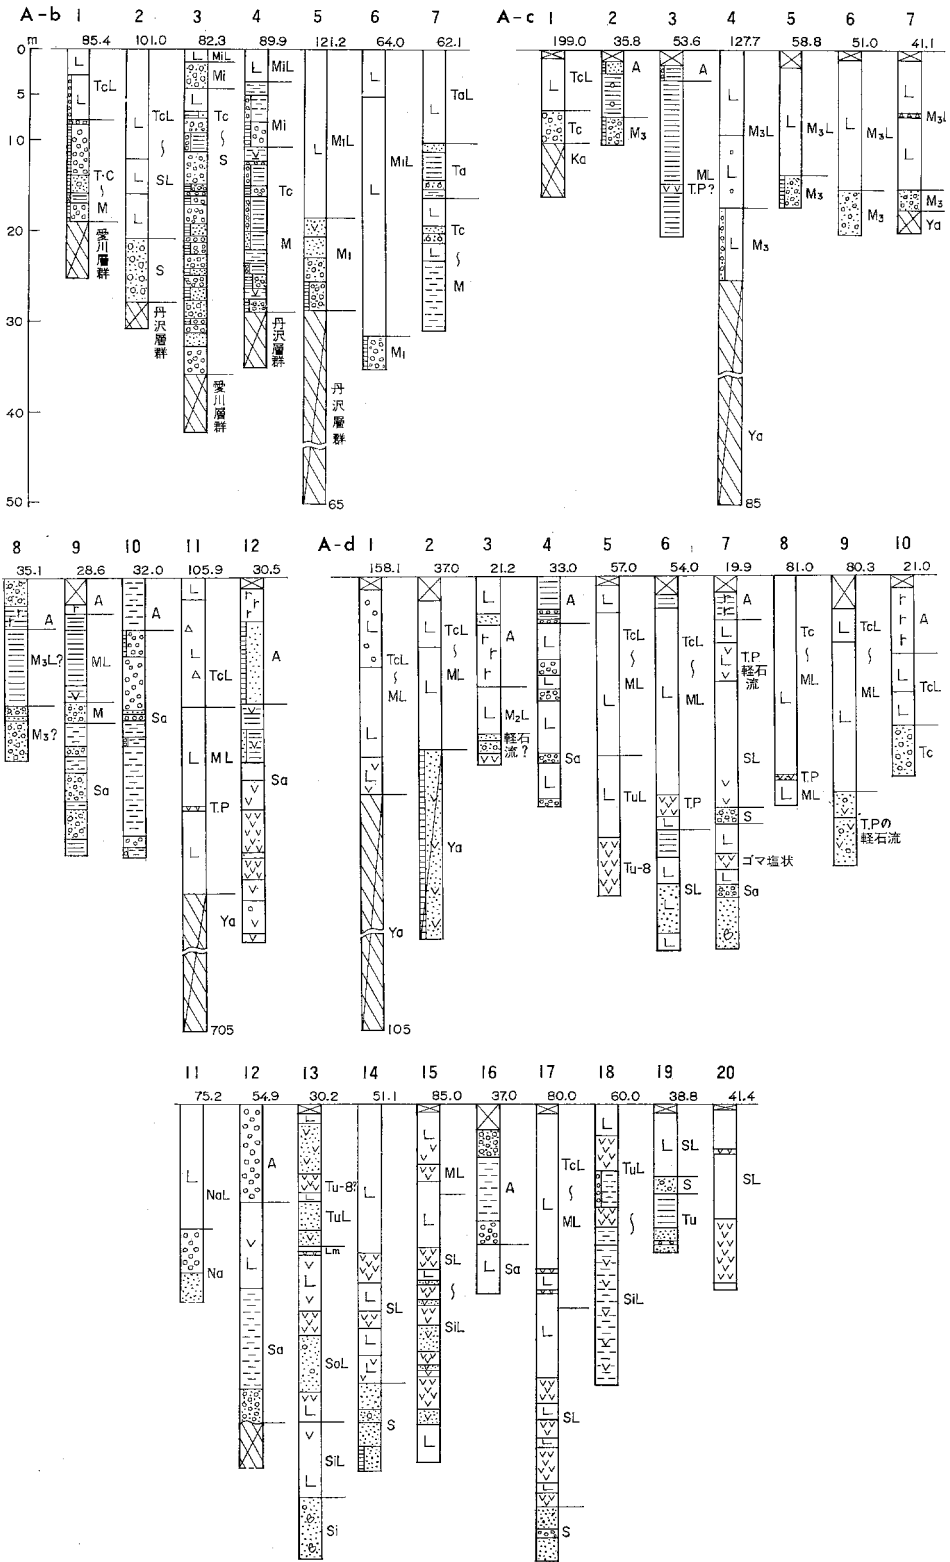 A-b 1 2 3 4 5 6 7
m 85.4 101.0 82.3 89.9 121.2 64.0 62.1
0
5
10
20
30
40
50
TcL
T·C
⟆
M
愛川層群
TcL
⟆
SL
S
丹沢層群
MiL
Mi
Tc
⟆
S
愛川層群
MiL
Mi
Tc
M
丹沢層群
M₁L
M₁
丹沢層群
65
M₁L
M₁
TaL
Ta
Tc
⟆
M
A-c 1 2 3 4 5 6 7
199.0 35.8 53.6 127.7 58.8 51.0 41.1
TcL
Tc
Ka
A
M₃
A
ML
T.P?
M₃L
M₃
Ya
85
M₃L
M₃
M₃L
M₃
M₃L
M₃
Ya
8 9 10 11 12
35.1 28.6 32.0 105.9 30.5
A
M₃L?
M₃?
A
ML
M
Sa
A
Sa
TcL
ML
T.P
Ya
705
A
Sa
A-d 1 2 3 4 5 6 7 8 9 10
158.1 37.0 21.2 33.0 57.0 54.0 19.9 81.0 80.3 21.0
TcL
⟆
ML
Ya
105
TcL
⟆
ML
Ya
A
M₂L
軽石
流?
A
Sa
TcL
⟆
ML
TuL
Tu-8
TcL
⟆
ML
T.P
SL
A
T.P
軽石
流
SL
S
ゴマ塩状
Sa
Tc
⟆
ML
T.P
ML
TcL
⟆
ML
T.Pの
軽石流
A
TcL
Tc
11 12 13 14 15 16 17 18 19 20
75.2 54.9 30.2 51.1 85.0 37.0 80.0 60.0 38.8 41.4
NaL
Na
A
Sa
Tu-8?
TuL
Lm
SoL
SiL
Si
SL
S
ML
SL
⟆
SiL
A
Sa
TcL
⟆
ML
SL
S
TuL
⟆
SiL
SL
S
Tu
SL